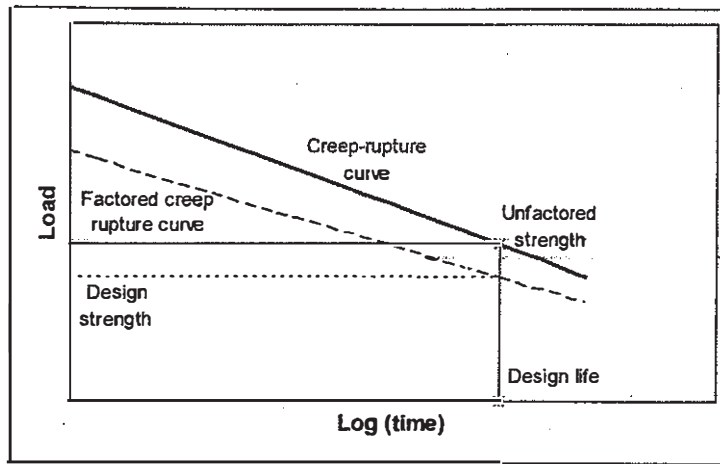 Creep-rupture
curve
Factored creep
rupture curve
Unfactored
strength
Design
strength
Design life
Load
Log (time)